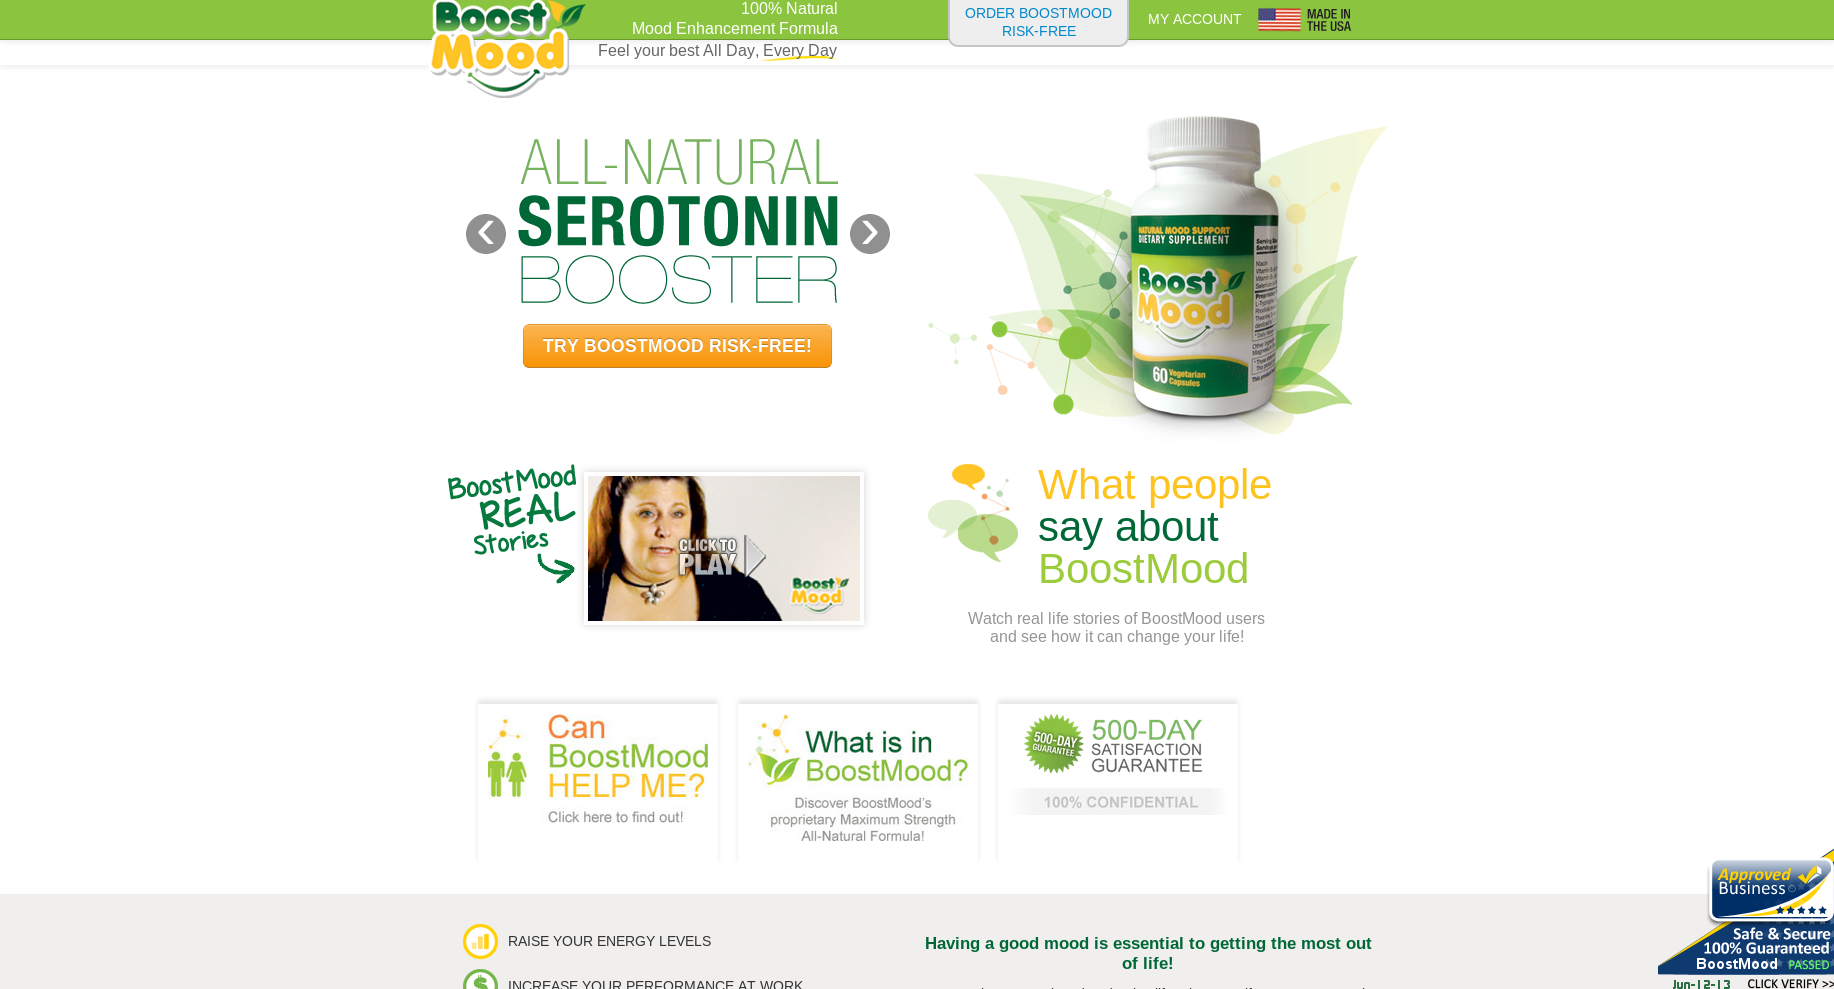 Boost
Mood
100% Natural
Mood Enhancement Formula
Feel your best All Day, Every Day
ORDER BOOSTMOOD
RISK-FREE
MY ACCOUNT
MADE IN
THE USA
ALL-NATURAL
SEROTONIN
BOOSTER
TRY BOOSTMOOD RISK-FREE!
NATURAL MOOD SUPPORT
DIETARY SUPPLEMENT
Boost
Mood
60 Vegetarian
Capsules
Niacin
BoostMood
REAL
Stories
CLICK TO
PLAY
Boost
Mood
What people
say about
BoostMood
Watch real life stories of BoostMood users
and see how it can change your life!
Can
BoostMood
HELP ME?
Click here to find out!
What is in
BoostMood?
Discover BoostMood's
proprietary Maximum Strength
All-Natural Formula!
500-DAY
GUARANTEE
500-DAY
SATISFACTION
GUARANTEE
100% CONFIDENTIAL
RAISE YOUR ENERGY LEVELS
INCREASE YOUR PERFORMANCE AT WORK
Having a good mood is essential to getting the most out
of life!
Approved
Business
Safe & Secure
100% Guaranteed
BoostMood PASSED
Jun-12-13 CLICK VERIFY >>